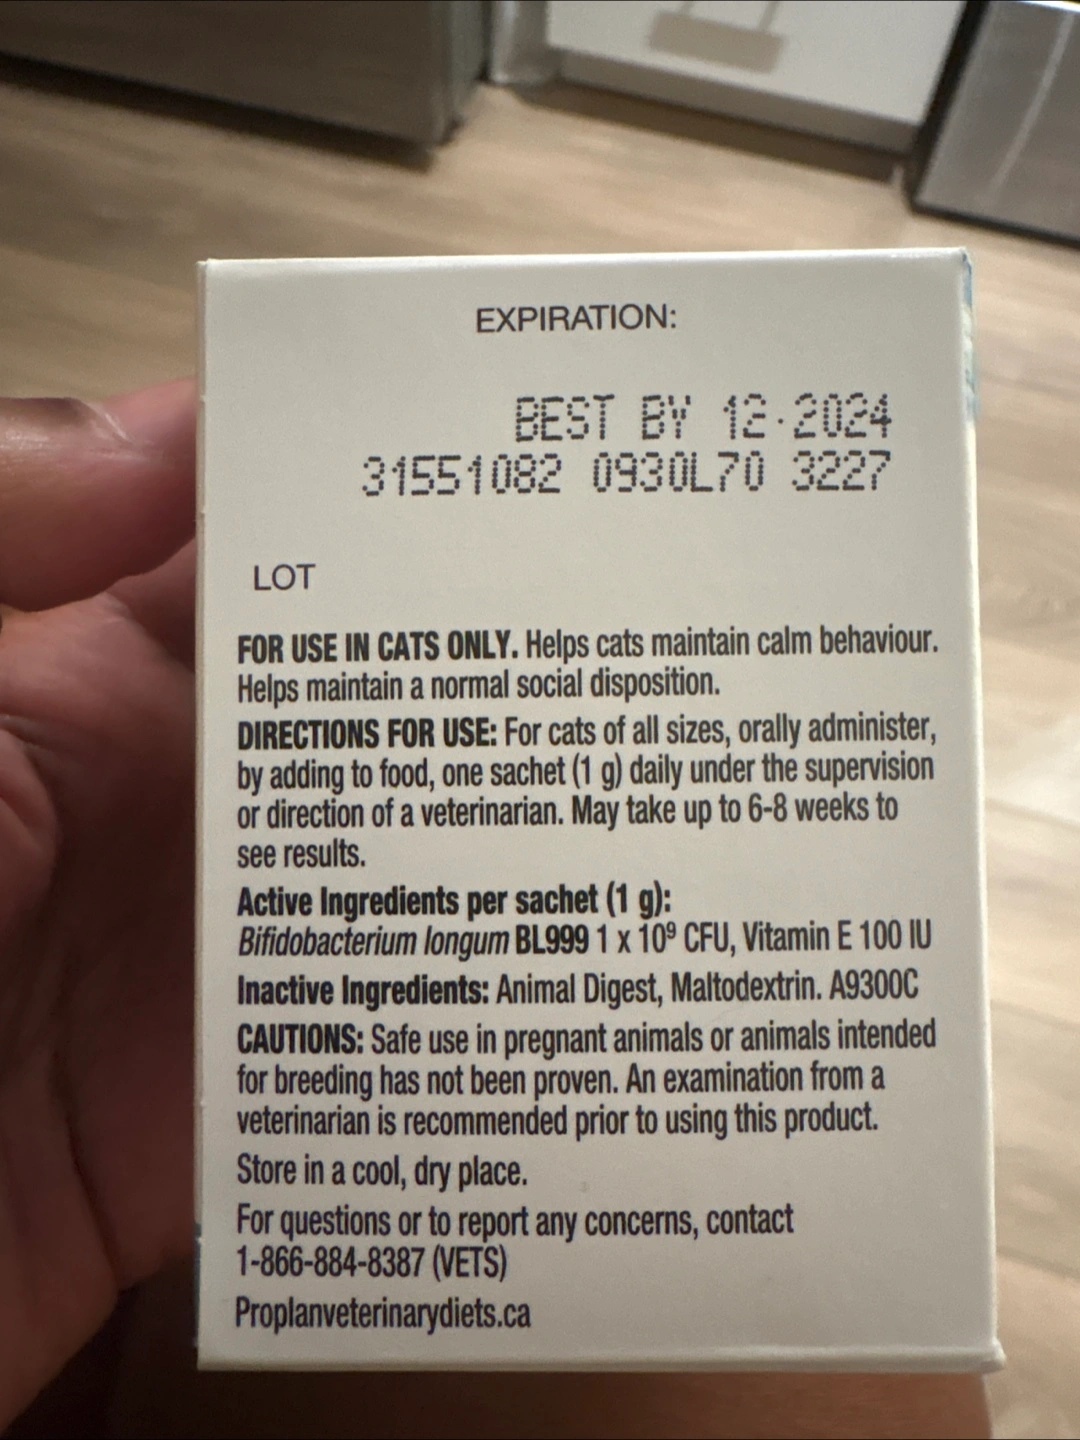 EXPIRATION:
BEST BY 12·2024
31551082 0930L70 3227
LOT
FOR USE IN CATS ONLY. Helps cats maintain calm behaviour.
Helps maintain a normal social disposition.
DIRECTIONS FOR USE: For cats of all sizes, orally administer,
by adding to food, one sachet (1 g) daily under the supervision
or direction of a veterinarian. May take up to 6-8 weeks to
see results.
Active Ingredients per sachet (1 g):
Bifidobacterium longum BL999 1 x 10⁹ CFU, Vitamin E 100 IU
Inactive Ingredients: Animal Digest, Maltodextrin. A9300C
CAUTIONS: Safe use in pregnant animals or animals intended
for breeding has not been proven. An examination from a
veterinarian is recommended prior to using this product.
Store in a cool, dry place.
For questions or to report any concerns, contact
1-866-884-8387 (VETS)
Proplanveterinarydiets.ca